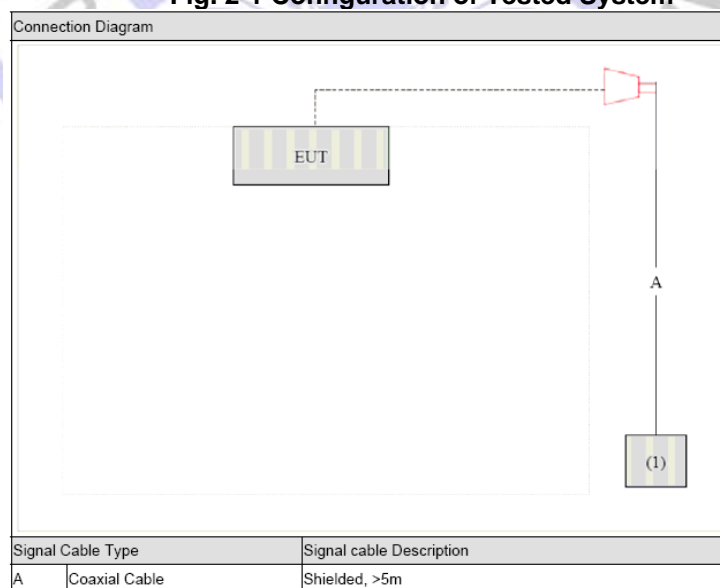 Fig. 2-1 Configuration of Tested System
Connection Diagram
EUT
A
(1)
Signal Cable Type Signal cable Description
A Coaxial Cable Shielded, >5m